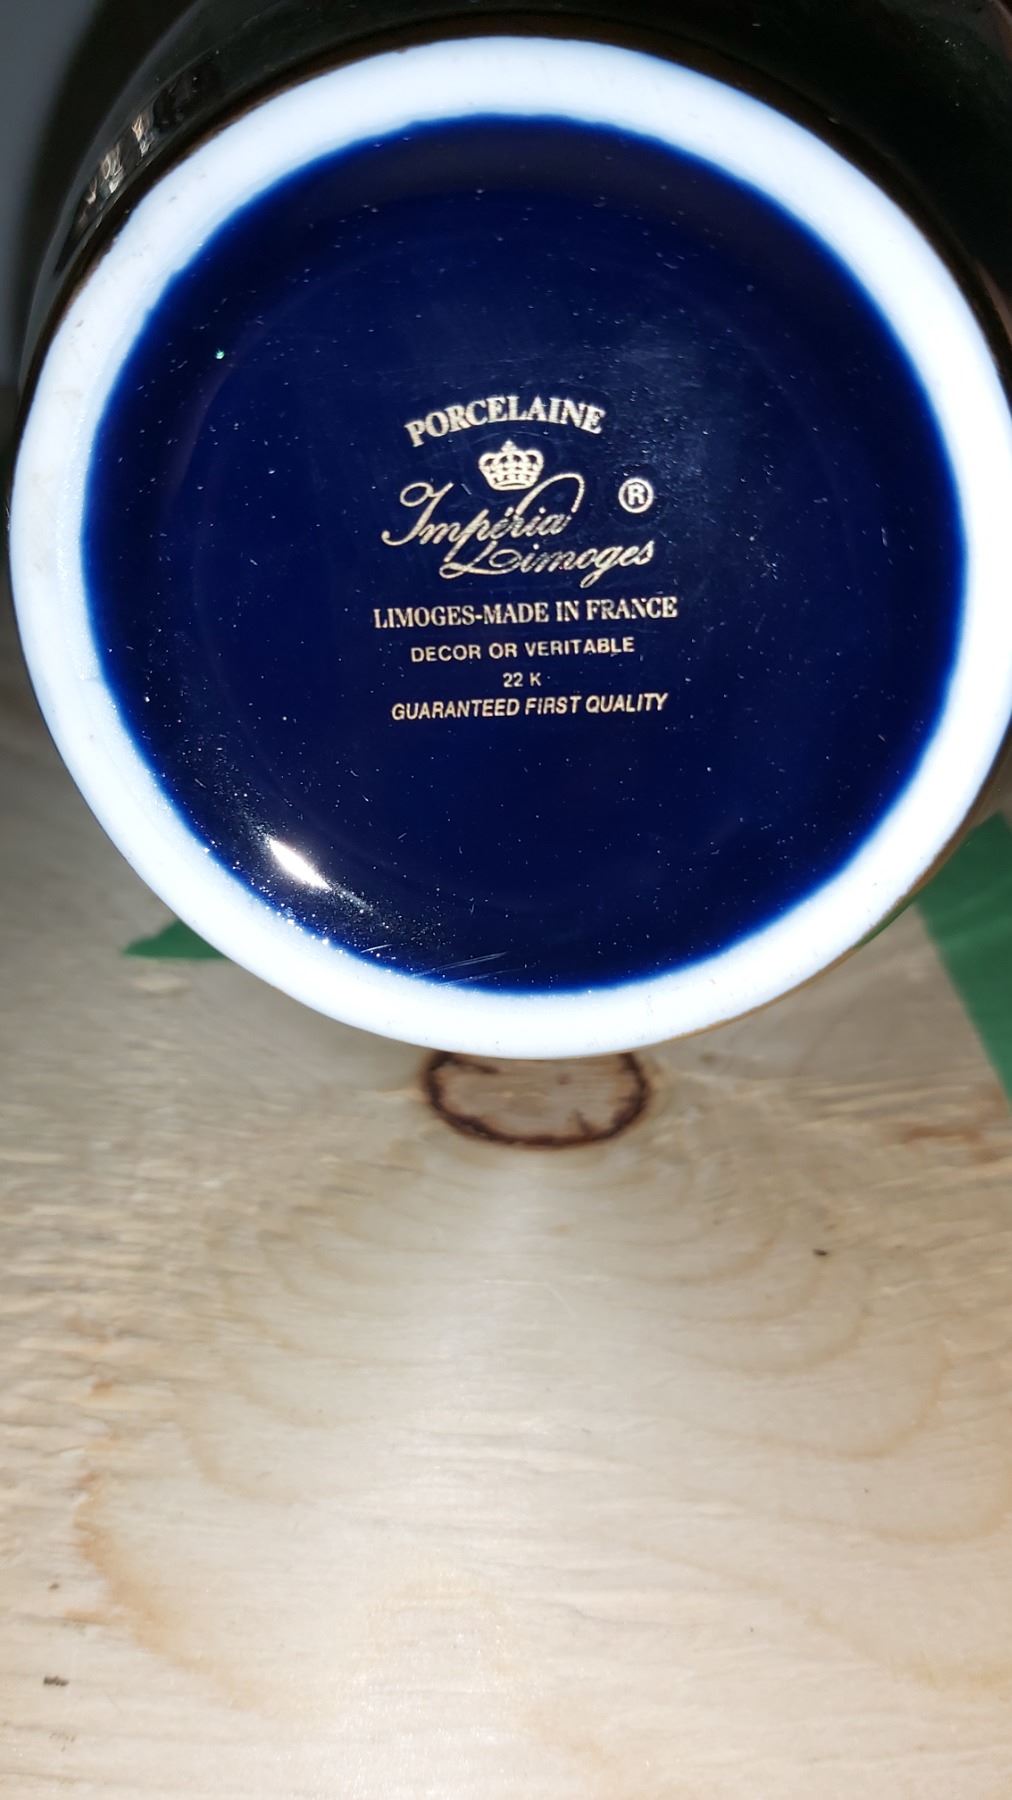 PORCELAINE
Impéria ®
Limoges
LIMOGES-MADE IN FRANCE
DECOR OR VERITABLE
22 K
GUARANTEED FIRST QUALITY